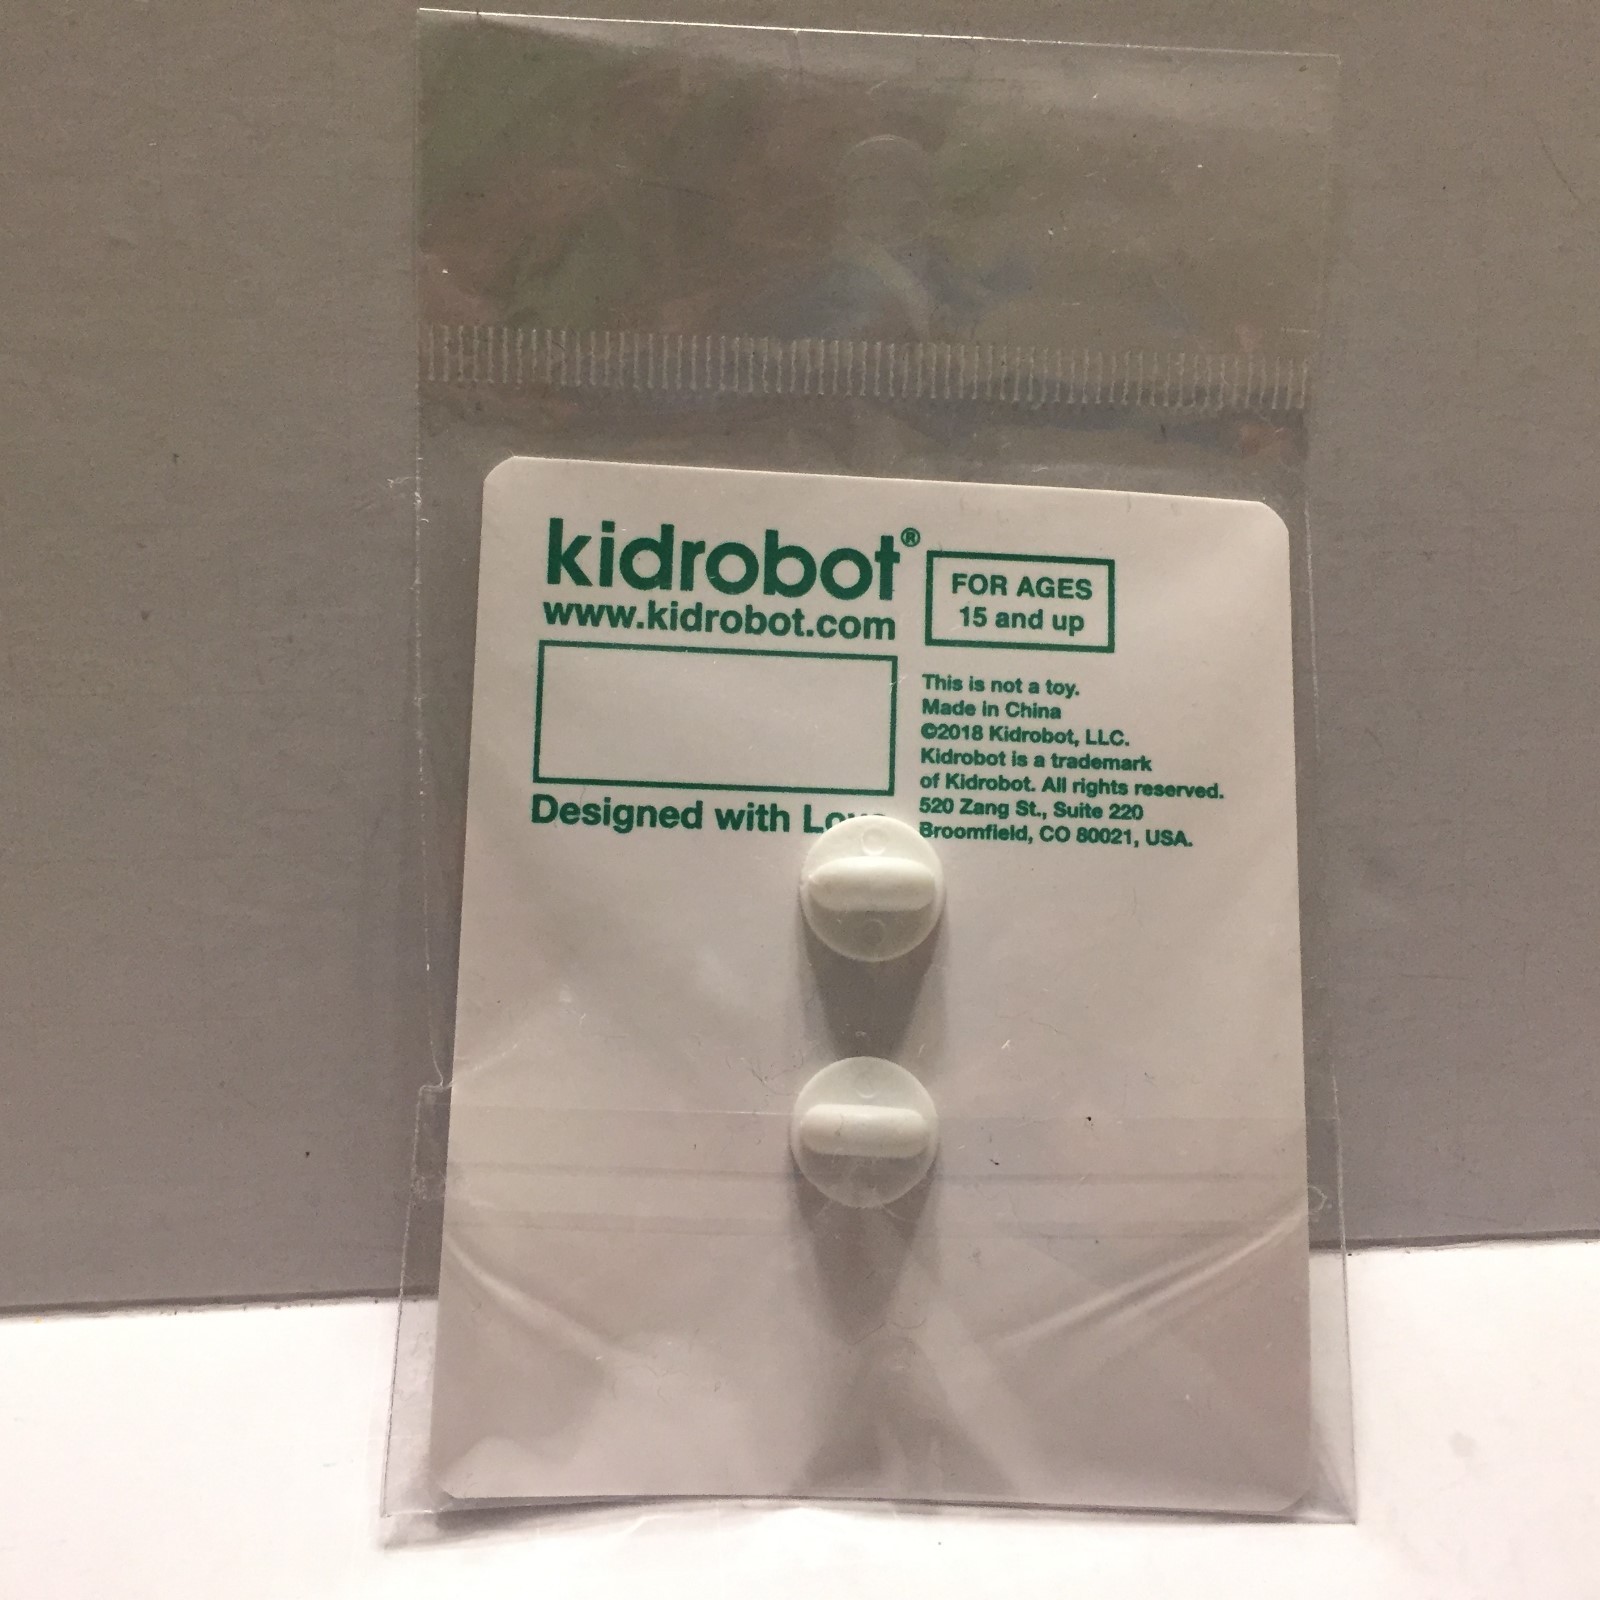 kidrobot®
www.kidrobot.com
Designed with Love
FOR AGES
15 and up
This is not a toy.
Made in China
©2018 Kidrobot, LLC.
Kidrobot is a trademark
of Kidrobot. All rights reserved.
520 Zang St., Suite 220
Broomfield, CO 80021, USA.